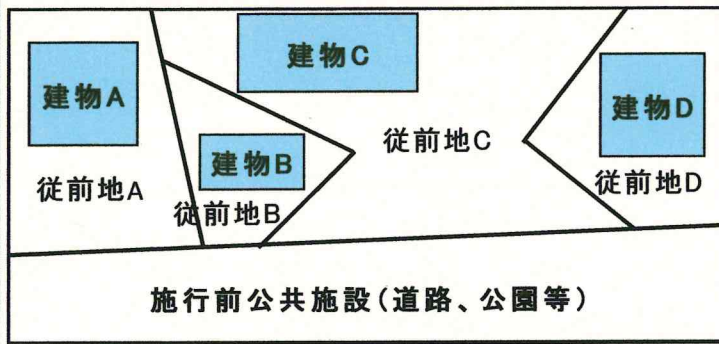 建物A
従前地A
建物B
従前地B
建物C
従前地C
建物D
従前地D
施行前公共施設(道路、公園等)